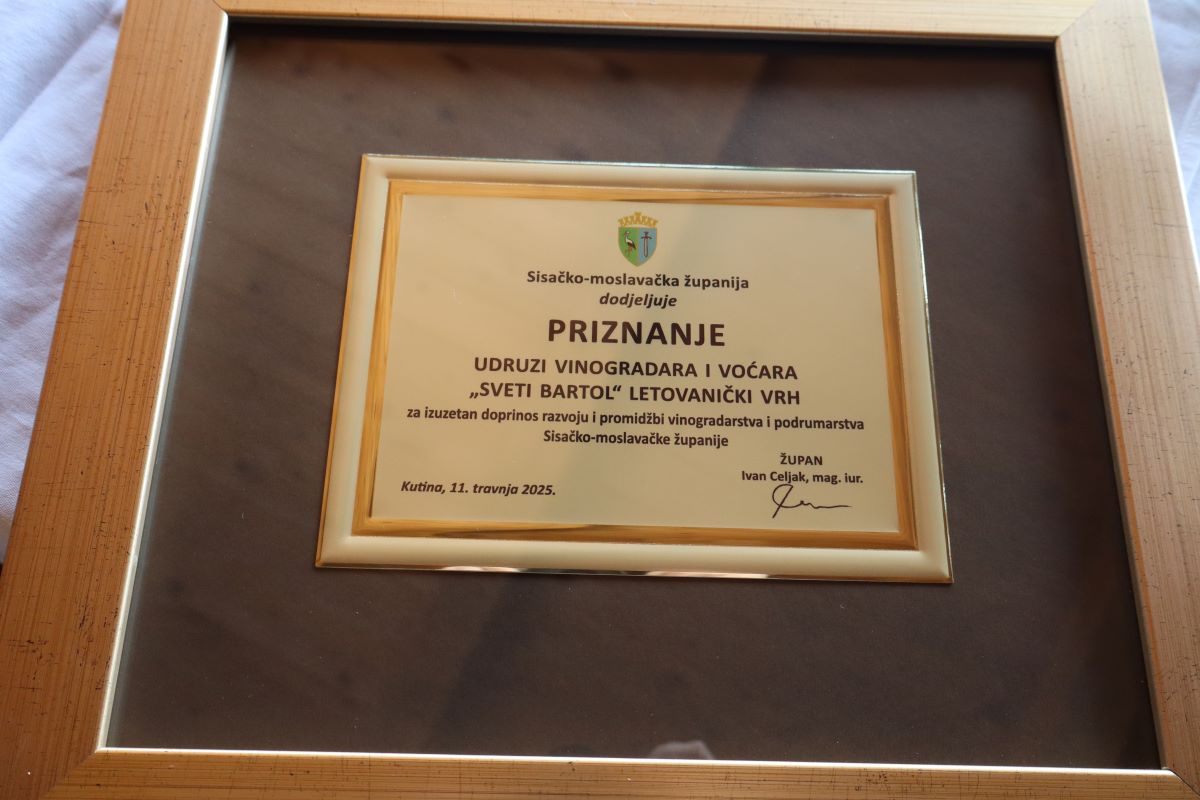 Sisačko-moslavačka županija
dodjeljuje
PRIZNANJE
UDRUZI VINOGRADARA I VOĆARA
„SVETI BARTOL“ LETOVANIČKI VRH
za izuzetan doprinos razvoju i promidžbi vinogradarstva i podrumarstva
Sisačko-moslavačke županije
ŽUPAN
Ivan Celjak, mag. iur.
Kutina, 11. travnja 2025.